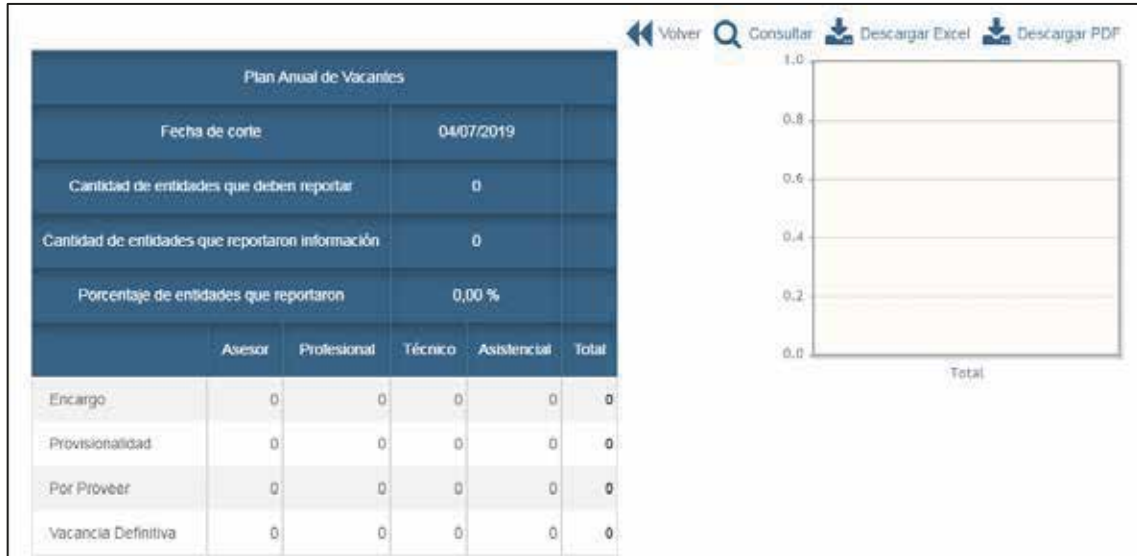 Volver Consultar Descargar Excel Descargar PDF
Plan Anual de Vacantes
Fecha de corte 04/07/2019
Cantidad de entidades que deben reportar 0
Cantidad de entidades que reportaron información 0
Porcentaje de entidades que reportaron 0,00 %
Asesor Profesional Técnico Asistencial Total
Encargo 0 0 0 0 0
Provisionalidad 0 0 0 0 0
Por Proveer 0 0 0 0 0
Vacancia Definitiva 0 0 0 0 0
1.0
0.8
0.6
0.4
0.2
0.0
Total